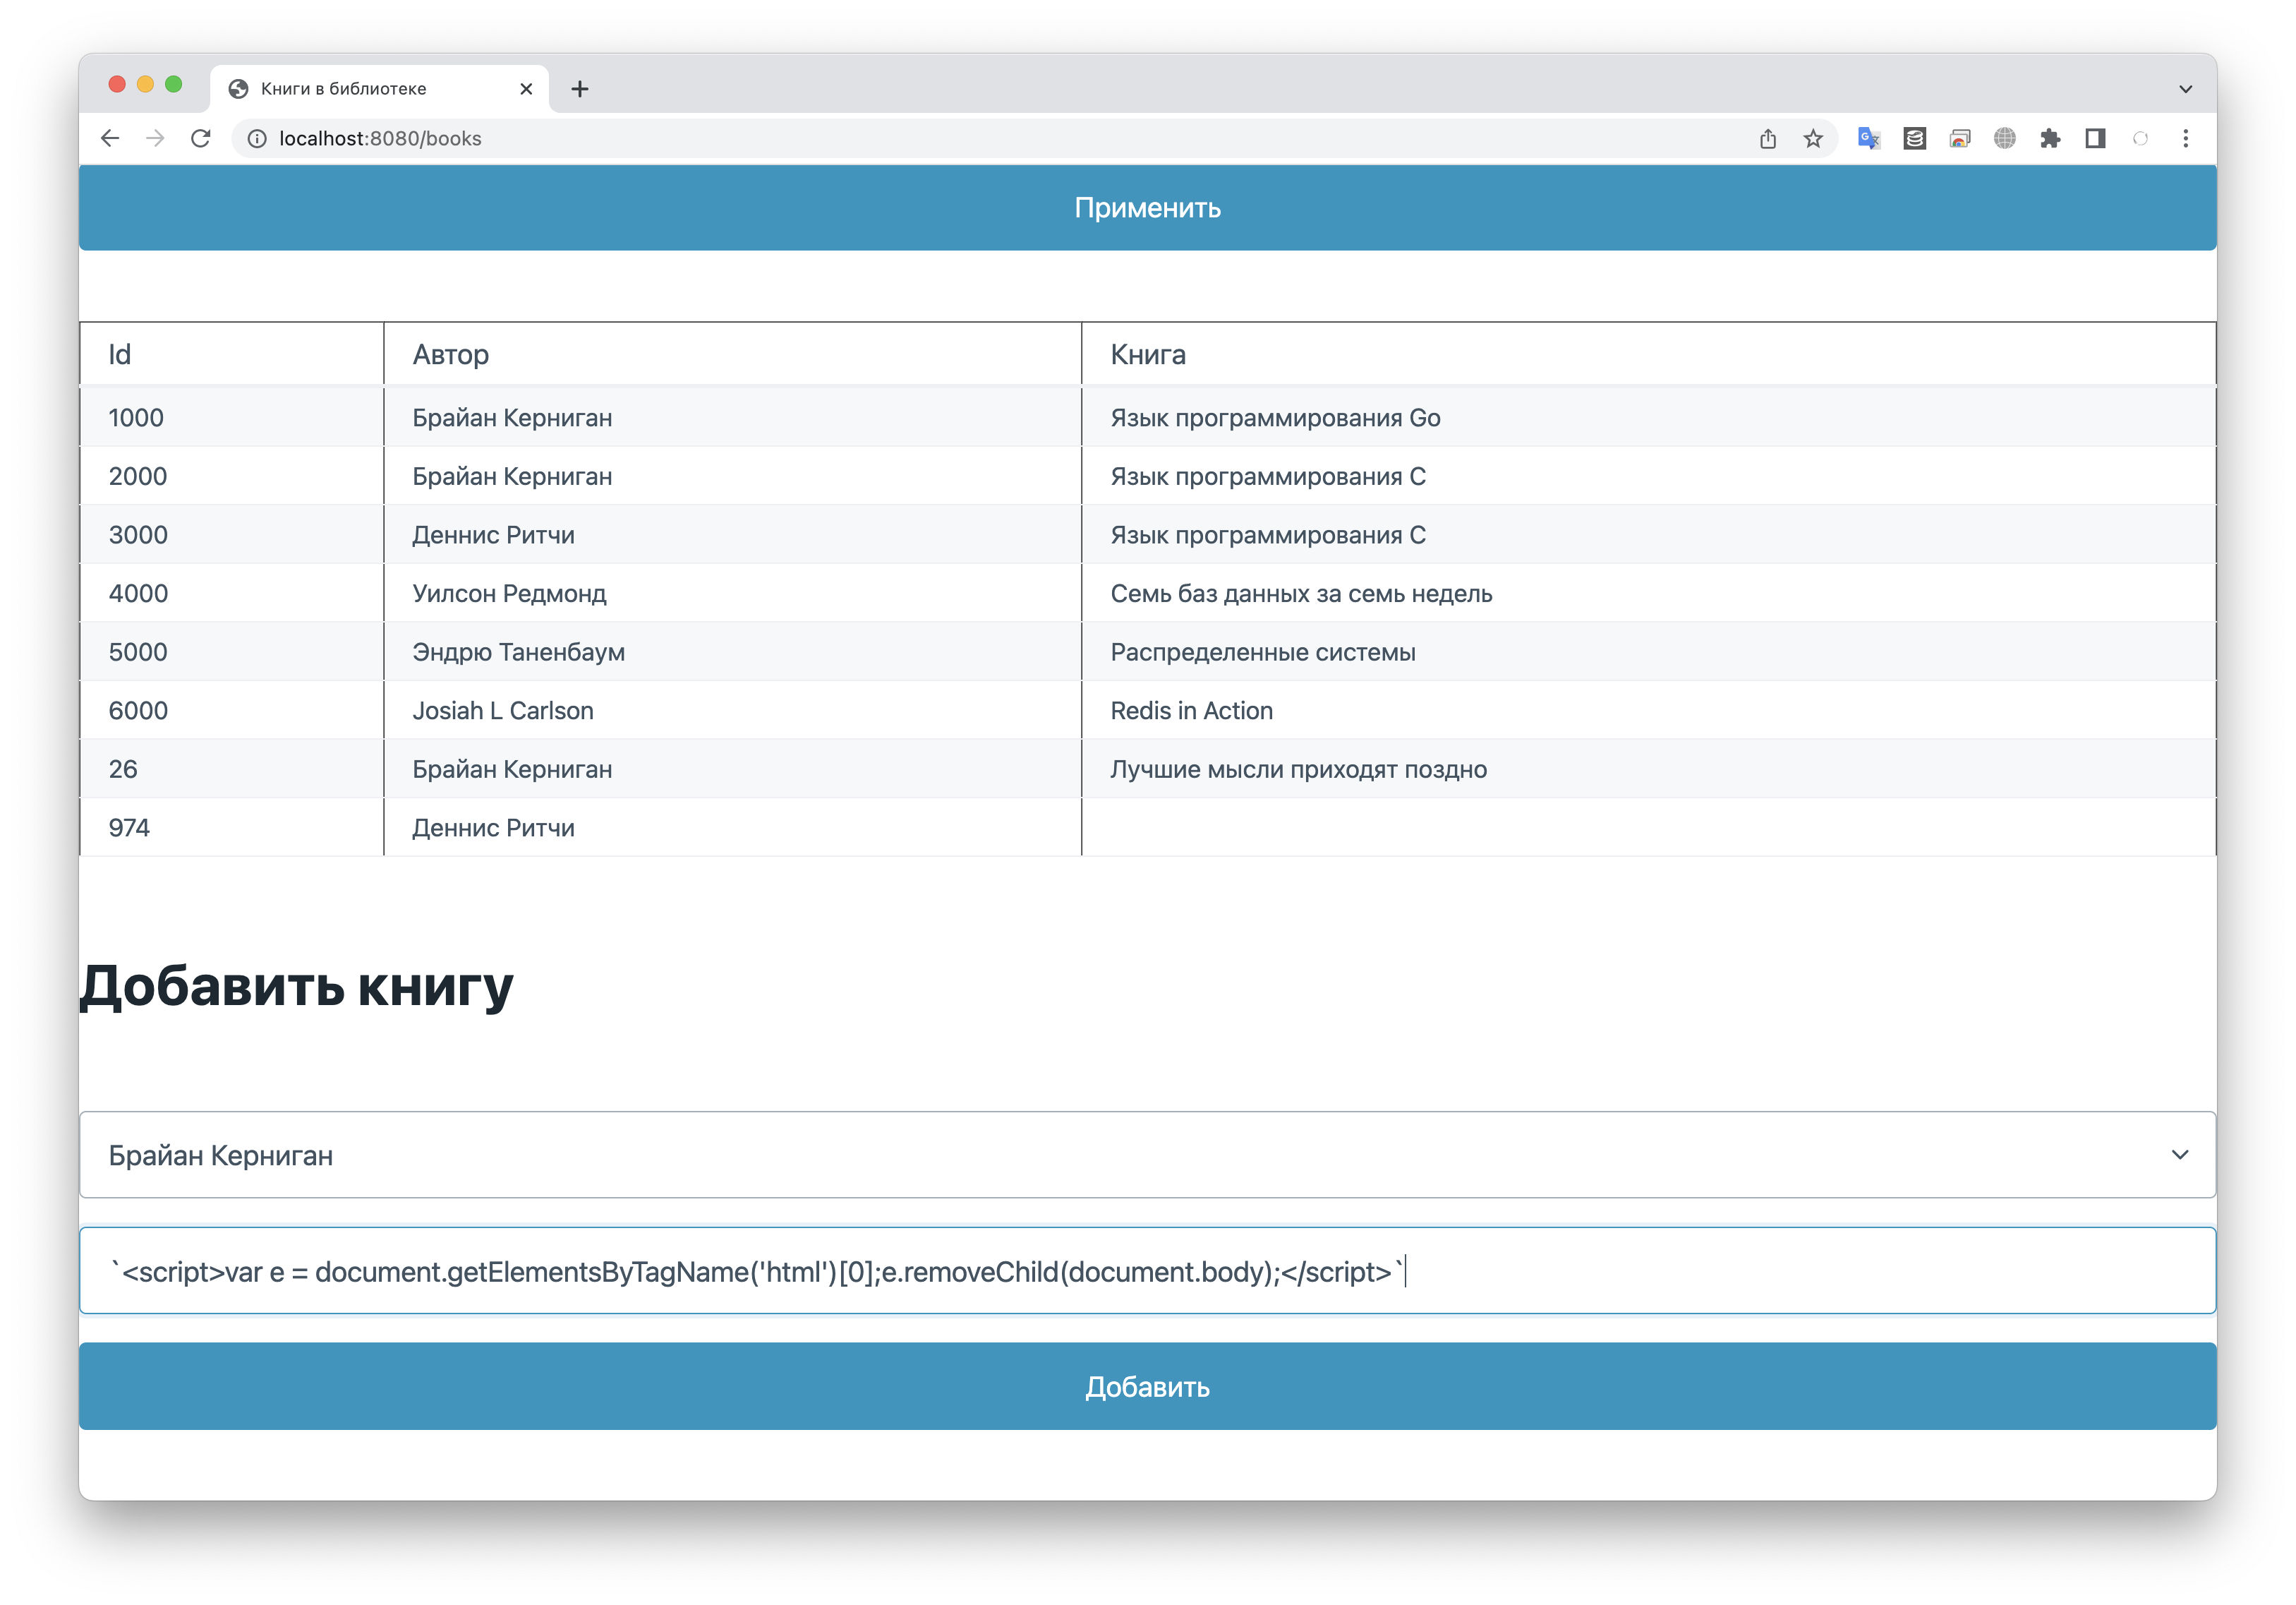 Книги в библиотеке
localhost:8080/books
Применить
Id Автор Книга
1000 Брайан Керниган Язык программирования Go
2000 Брайан Керниган Язык программирования C
3000 Деннис Ритчи Язык программирования C
4000 Уилсон Редмонд Семь баз данных за семь недель
5000 Эндрю Таненбаум Распределенные системы
6000 Josiah L Carlson Redis in Action
26 Брайан Керниган Лучшие мысли приходят поздно
974 Деннис Ритчи
Добавить книгу
Брайан Керниган
`<script>var e = document.getElementsByTagName('html')[0];e.removeChild(document.body);</script>`
Добавить